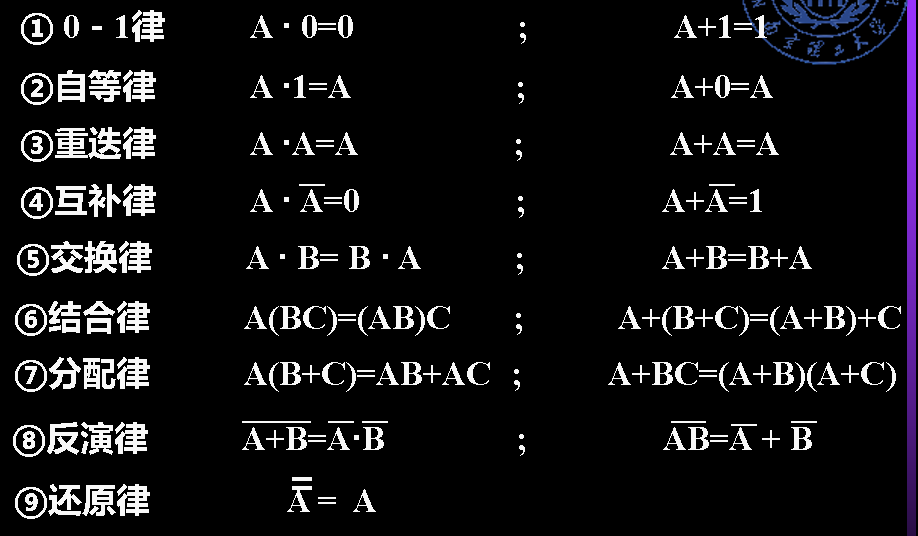 ① 0 - 1律 A · 0=0 ; A+1=1
②自等律 A ·1=A ; A+0=A
③重迭律 A ·A=A ; A+A=A
④互补律 A · A̅=0 ; A+A̅=1
⑤交换律 A · B= B · A ; A+B=B+A
⑥结合律 A(BC)=(AB)C ; A+(B+C)=(A+B)+C
⑦分配律 A(B+C)=AB+AC ; A+BC=(A+B)(A+C)
⑧反演律 A̅+̅B̅=A̅·B̅ ; A̅B̅=A̅ + B̅
⑨还原律 A̿ = A